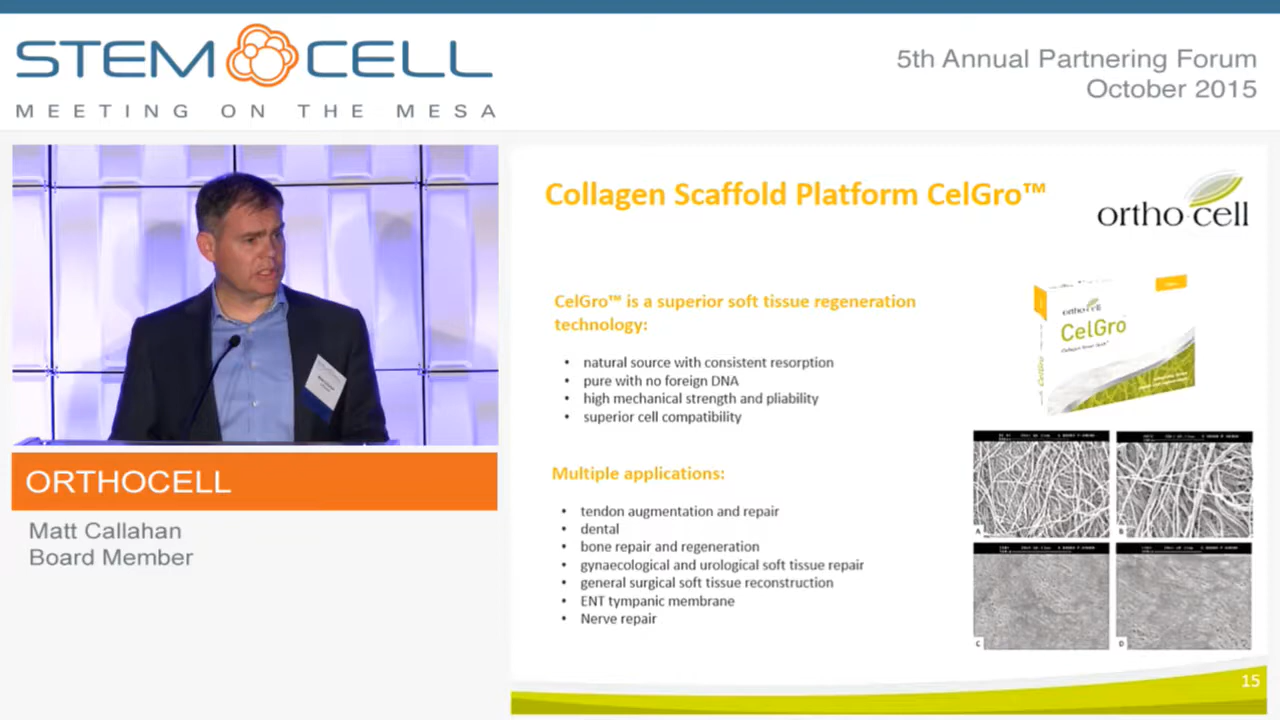 STEM CELL
MEETING ON THE MESA
5th Annual Partnering Forum
October 2015
Collagen Scaffold Platform CelGro™
ortho cell
CelGro™ is a superior soft tissue regeneration
technology:
• natural source with consistent resorption
• pure with no foreign DNA
• high mechanical strength and pliability
• superior cell compatibility
ortho cell
CelGro™
CelGro
Multiple applications:
• tendon augmentation and repair
• dental
• bone repair and regeneration
• gynaecological and urological soft tissue repair
• general surgical soft tissue reconstruction
• ENT tympanic membrane
• Nerve repair
A
B
C
D
15
ORTHOCELL
Matt Callahan
Board Member